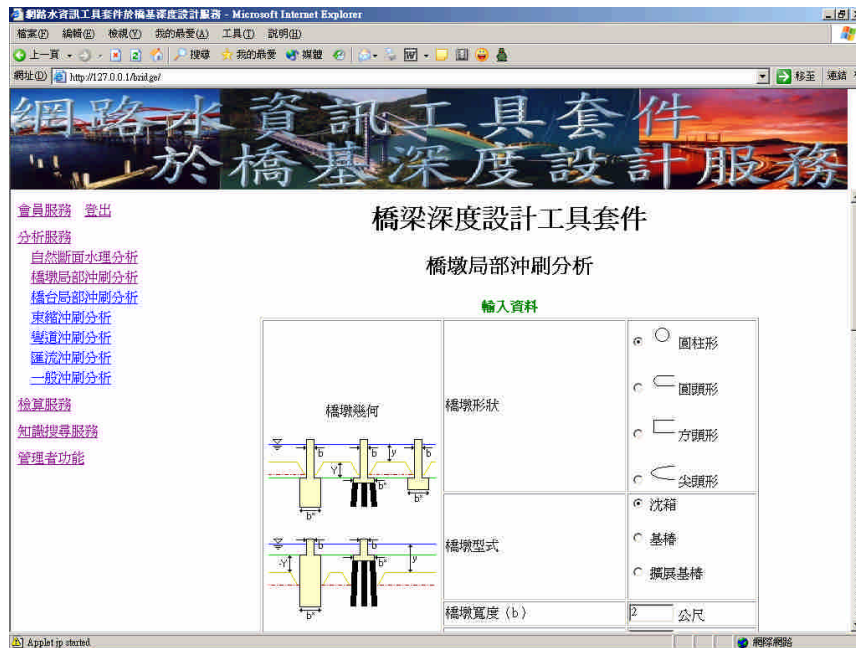 網路水資訊工具套件於橋基深度設計服務 - Microsoft Internet Explorer
檔案(F) 編輯(E) 檢視(V) 我的最愛(A) 工具(T) 說明(H)
上一頁 搜尋 我的最愛 媒體
網址(D) http://127.0.0.1/bridge/ 移至 連結
網路水資訊工具套件
於橋基深度設計服務
會員服務 登出
分析服務
自然斷面水理分析
橋墩局部沖刷分析
橋台局部沖刷分析
束縮沖刷分析
彎道沖刷分析
匯流沖刷分析
一般沖刷分析
檢算服務
知識搜尋服務
管理者功能
橋梁深度設計工具套件
橋墩局部沖刷分析
輸入資料
橋墩幾何
b b y b
Y
b*
b*
b*
b b
-Y
b* y
b*
橋墩形狀
圓柱形
圓頭形
方頭形
尖頭形
橋墩型式
沈箱
基樁
擴展基樁
橋墩寬度（b）
2 公尺
Applet jp started 網際網路